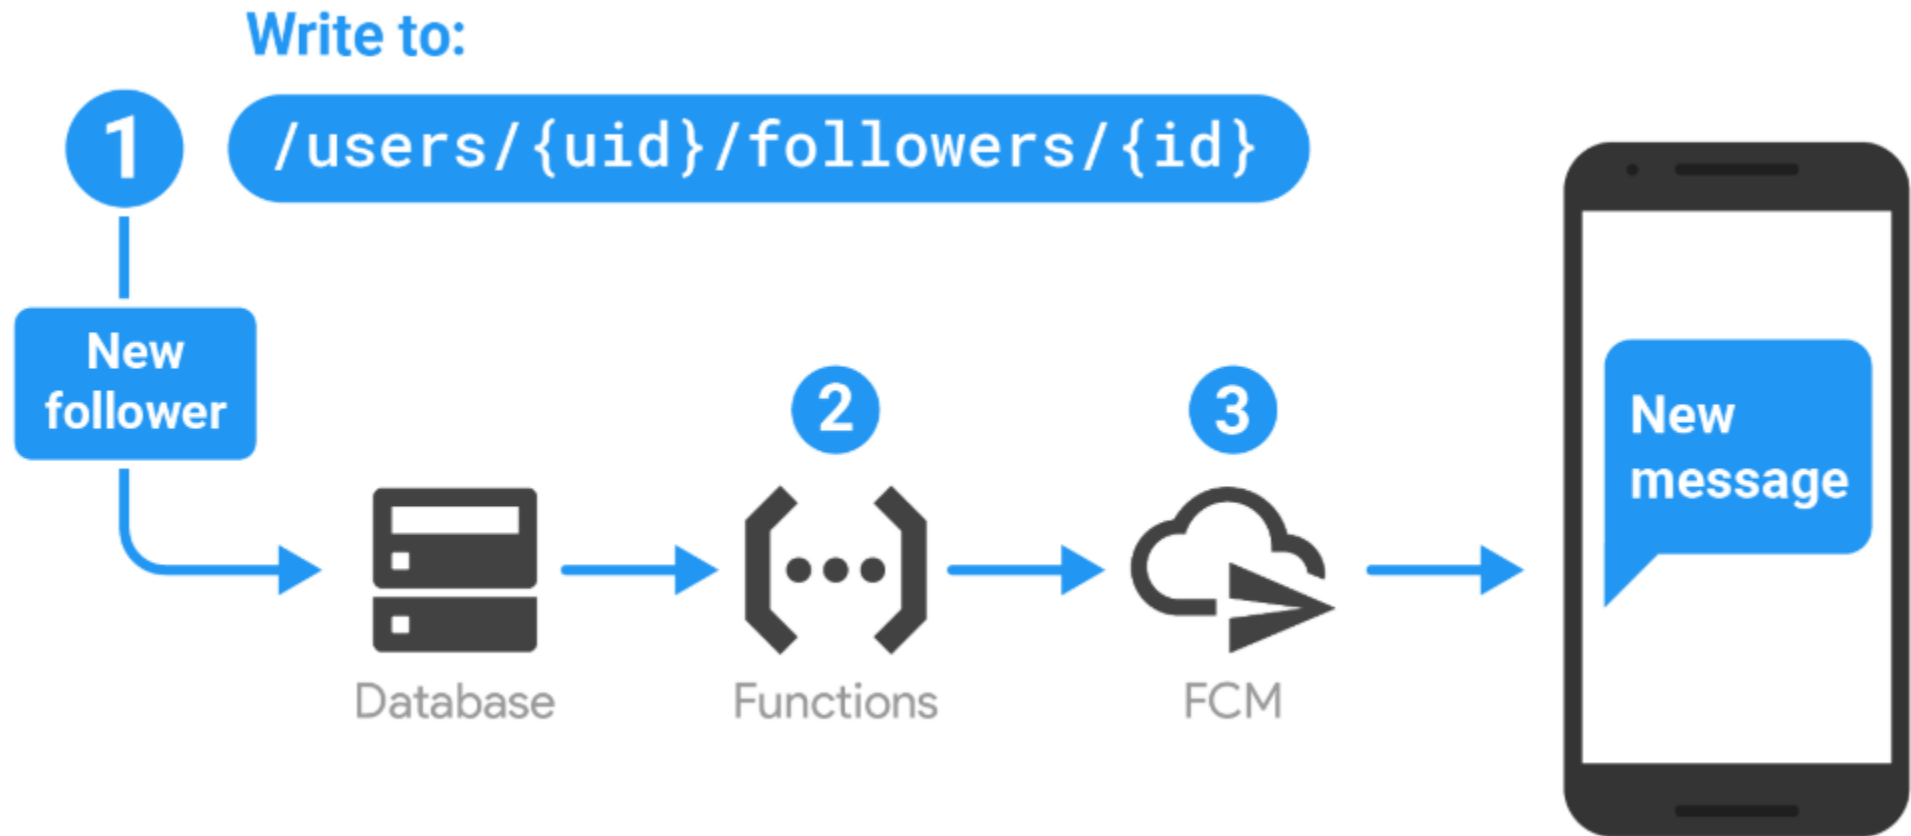 Write to:
1
/users/{uid}/followers/{id}
New
follower
2
3
New
message
Database
Functions
FCM